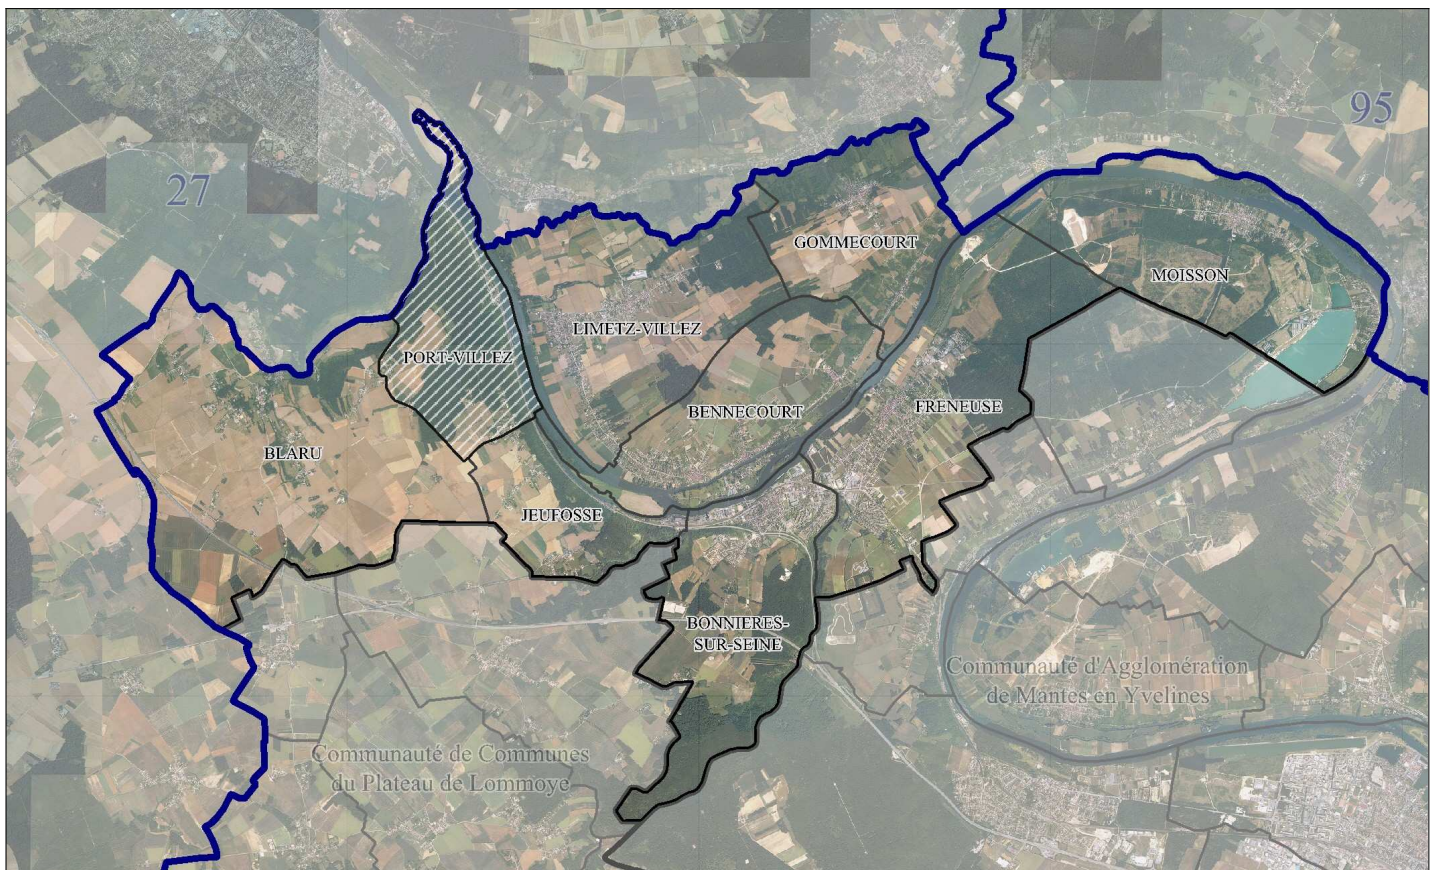 95
27
GOMMECOURT
MOISSON
LIMETZ-VILLEZ
PORT-VILLEZ
BENNECOURT
FRENEUSE
BLARU
JEUFOSSE
BONNIERES-
SUR-SEINE
Communauté d'Agglomération
de Mantes en Yvelines
Communauté de Communes
du Plateau de Lommoye